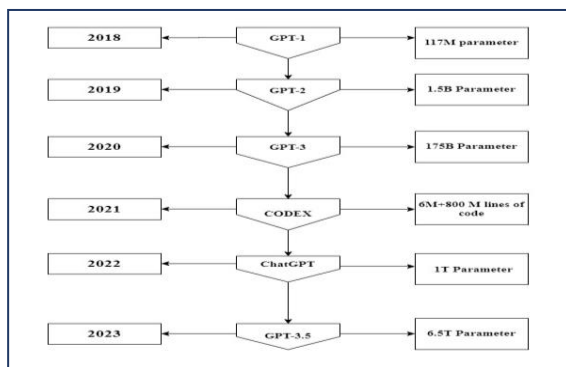 2018
GPT-1
117M parameter
2019
GPT-2
1.5B Parameter
2020
GPT-3
175B Parameter
2021
CODEX
6M+800 M lines of
code
2022
ChatGPT
1T Parameter
2023
GPT-3.5
6.5T Parameter